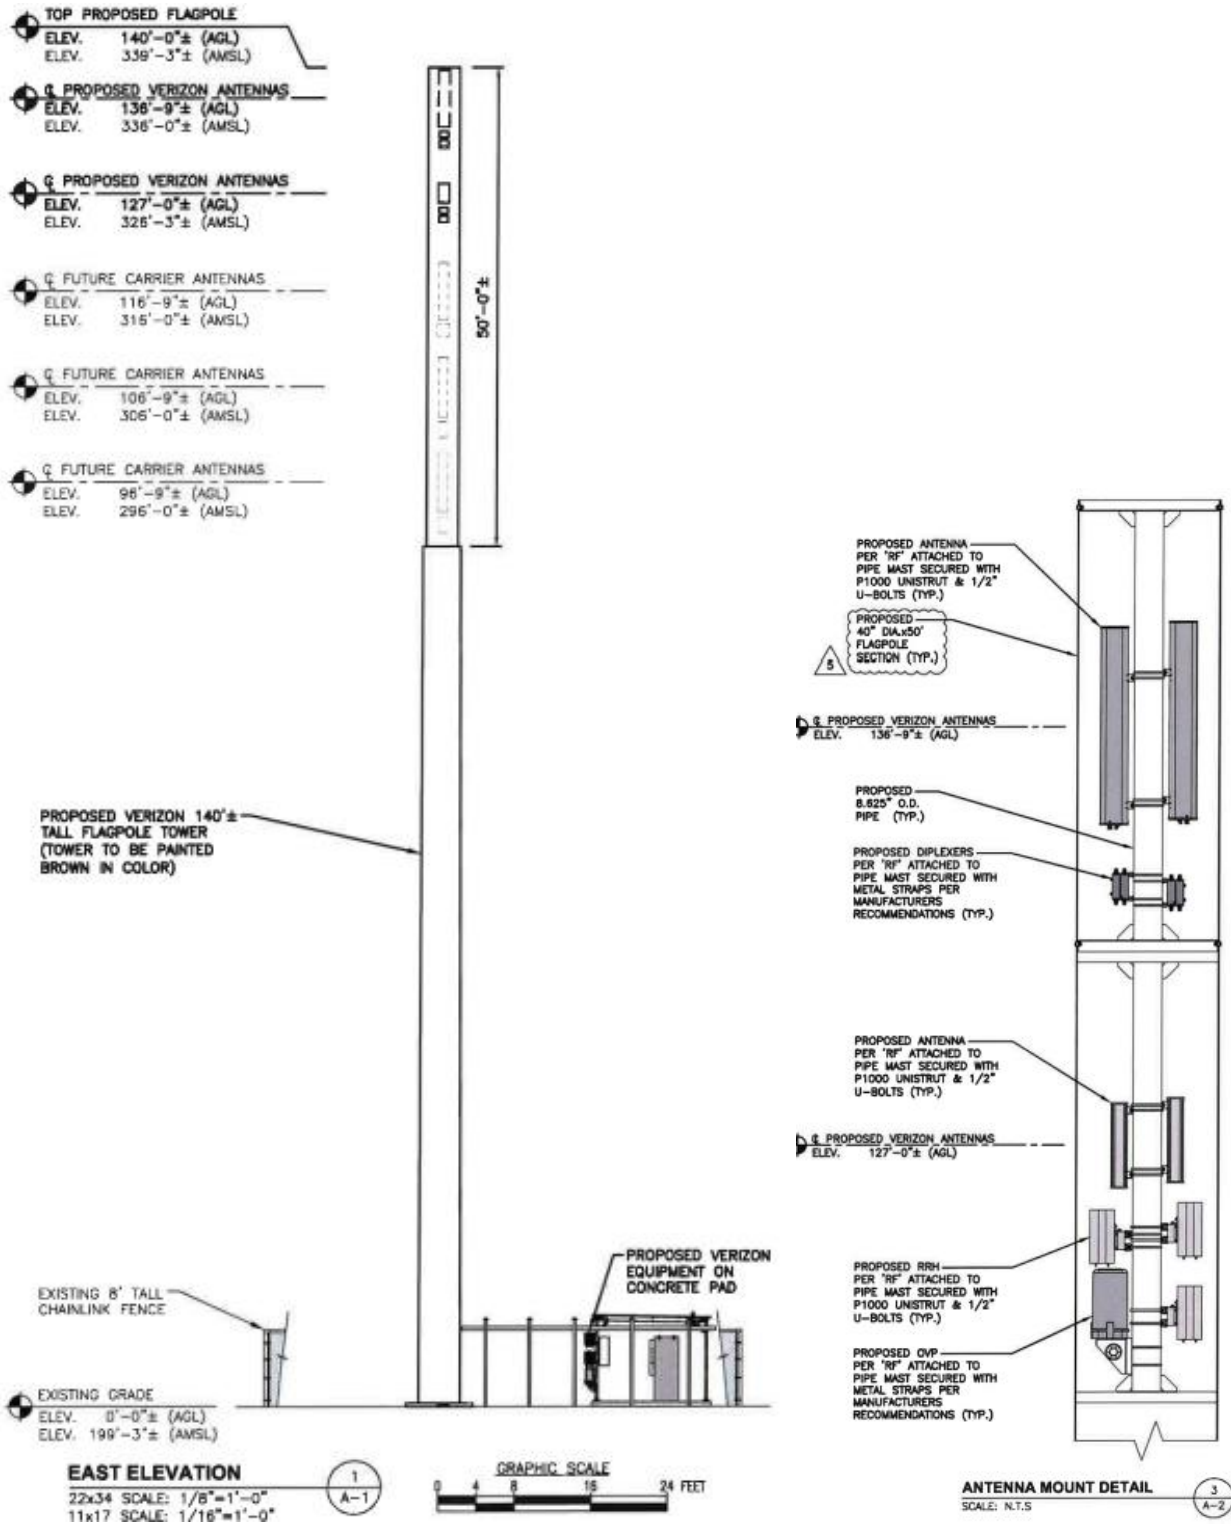 TOP PROPOSED FLAGPOLE
ELEV. 140'-0"± (AGL)
ELEV. 339'-3"± (AMSL)
℄ PROPOSED VERIZON ANTENNAS
ELEV. 136'-9"± (AGL)
ELEV. 336'-0"± (AMSL)
℄ PROPOSED VERIZON ANTENNAS
ELEV. 127'-0"± (AGL)
ELEV. 326'-3"± (AMSL)
℄ FUTURE CARRIER ANTENNAS
ELEV. 116'-9"± (AGL)
ELEV. 316'-0"± (AMSL)
℄ FUTURE CARRIER ANTENNAS
ELEV. 106'-9"± (AGL)
ELEV. 306'-0"± (AMSL)
℄ FUTURE CARRIER ANTENNAS
ELEV. 96'-9"± (AGL)
ELEV. 296'-0"± (AMSL)
50'-0"±
PROPOSED VERIZON 140'±
TALL FLAGPOLE TOWER
(TOWER TO BE PAINTED
BROWN IN COLOR)
PROPOSED VERIZON
EQUIPMENT ON
CONCRETE PAD
EXISTING 8' TALL
CHAINLINK FENCE
EXISTING GRADE
ELEV. 0'-0"± (AGL)
ELEV. 199'-3"± (AMSL)
EAST ELEVATION
22x34 SCALE: 1/8"=1'-0"
11x17 SCALE: 1/16"=1'-0"
1
A-1
GRAPHIC SCALE
0 4 8 16 24 FEET
PROPOSED ANTENNA
PER 'RF' ATTACHED TO
PIPE MAST SECURED WITH
P1000 UNISTRUT & 1/2"
U-BOLTS (TYP.)
PROPOSED
40" DIA.x50'
FLAGPOLE
SECTION (TYP.)
5
℄ PROPOSED VERIZON ANTENNAS
ELEV. 136'-9"± (AGL)
PROPOSED
8.625" O.D.
PIPE (TYP.)
PROPOSED DIPLEXERS
PER 'RF' ATTACHED TO
PIPE MAST SECURED WITH
METAL STRAPS PER
MANUFACTURERS
RECOMMENDATIONS (TYP.)
PROPOSED ANTENNA
PER 'RF' ATTACHED TO
PIPE MAST SECURED WITH
P1000 UNISTRUT & 1/2"
U-BOLTS (TYP.)
℄ PROPOSED VERIZON ANTENNAS
ELEV. 127'-0"± (AGL)
PROPOSED RRH
PER 'RF' ATTACHED TO
PIPE MAST SECURED WITH
P1000 UNISTRUT & 1/2"
U-BOLTS (TYP.)
PROPOSED OVP
PER 'RF' ATTACHED TO
PIPE MAST SECURED WITH
METAL STRAPS PER
MANUFACTURERS
RECOMMENDATIONS (TYP.)
ANTENNA MOUNT DETAIL
SCALE: N.T.S
3
A-2